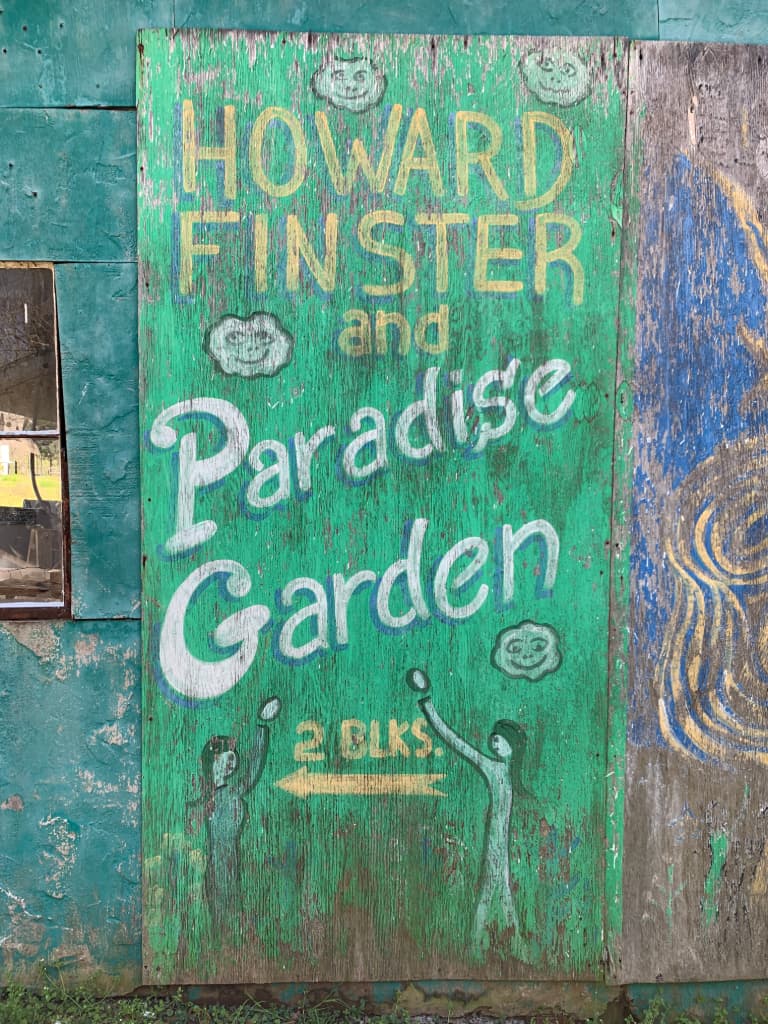 HOWARD
FINSTER
and
Paradise
Garden
2 BLKS.